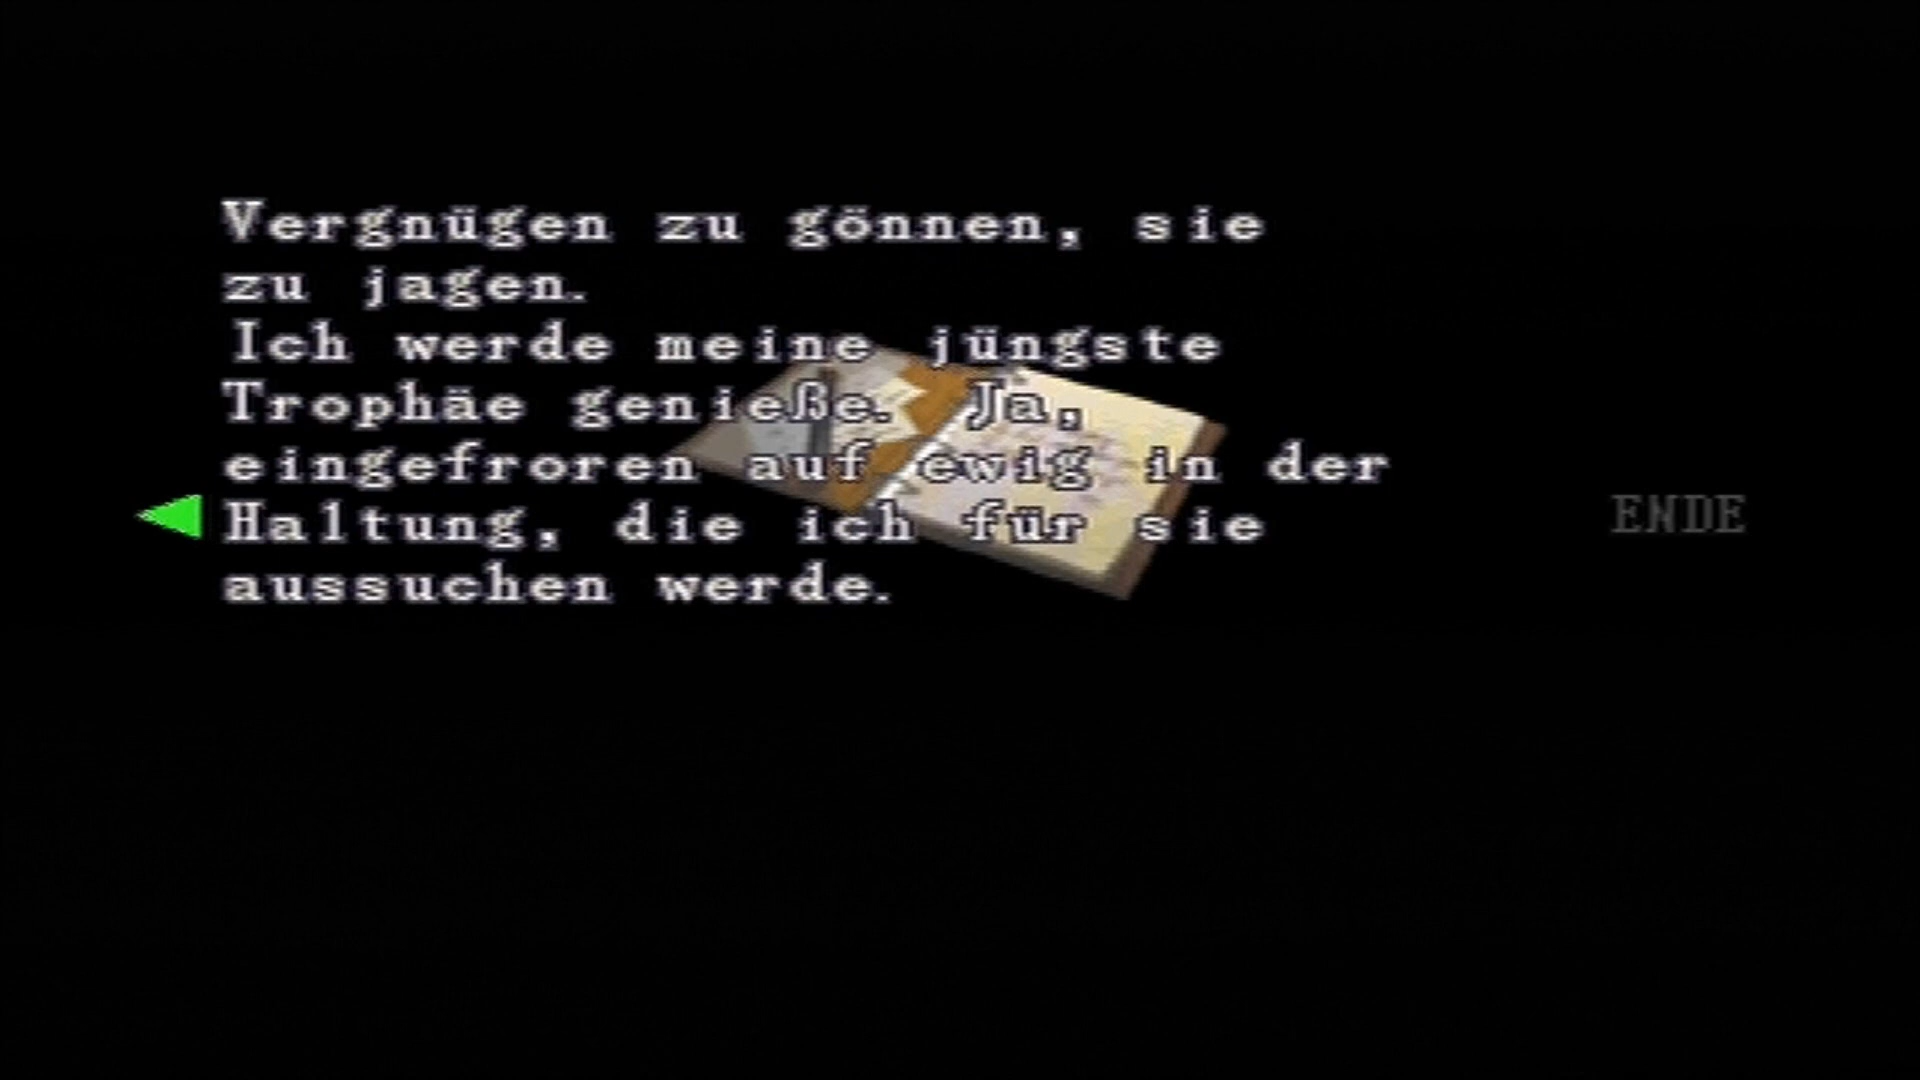 Vergnügen zu gönnen, sie
zu jagen.
Ich werde meine jüngste
Trophäe genieße. Ja,
eingefroren auf ewig in der
Haltung, die ich für sie
aussuchen werde.
ENDE